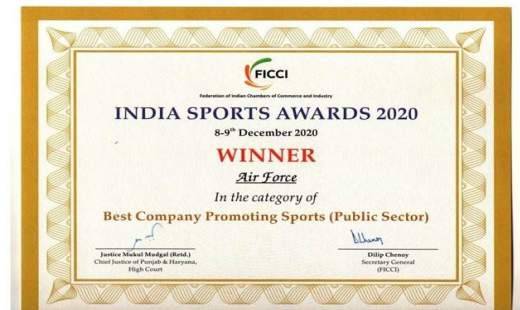 FICCI
Federation of Indian Chambers of Commerce and Industry
INDIA SPORTS AWARDS 2020
8-9th December 2020
WINNER
Air Force
In the category of
Best Company Promoting Sports (Public Sector)
Justice Mukul Mudgal (Retd.)
Chief Justice of Punjab & Haryana,
High Court
Dilip Chenoy
Secretary General
(FICCI)